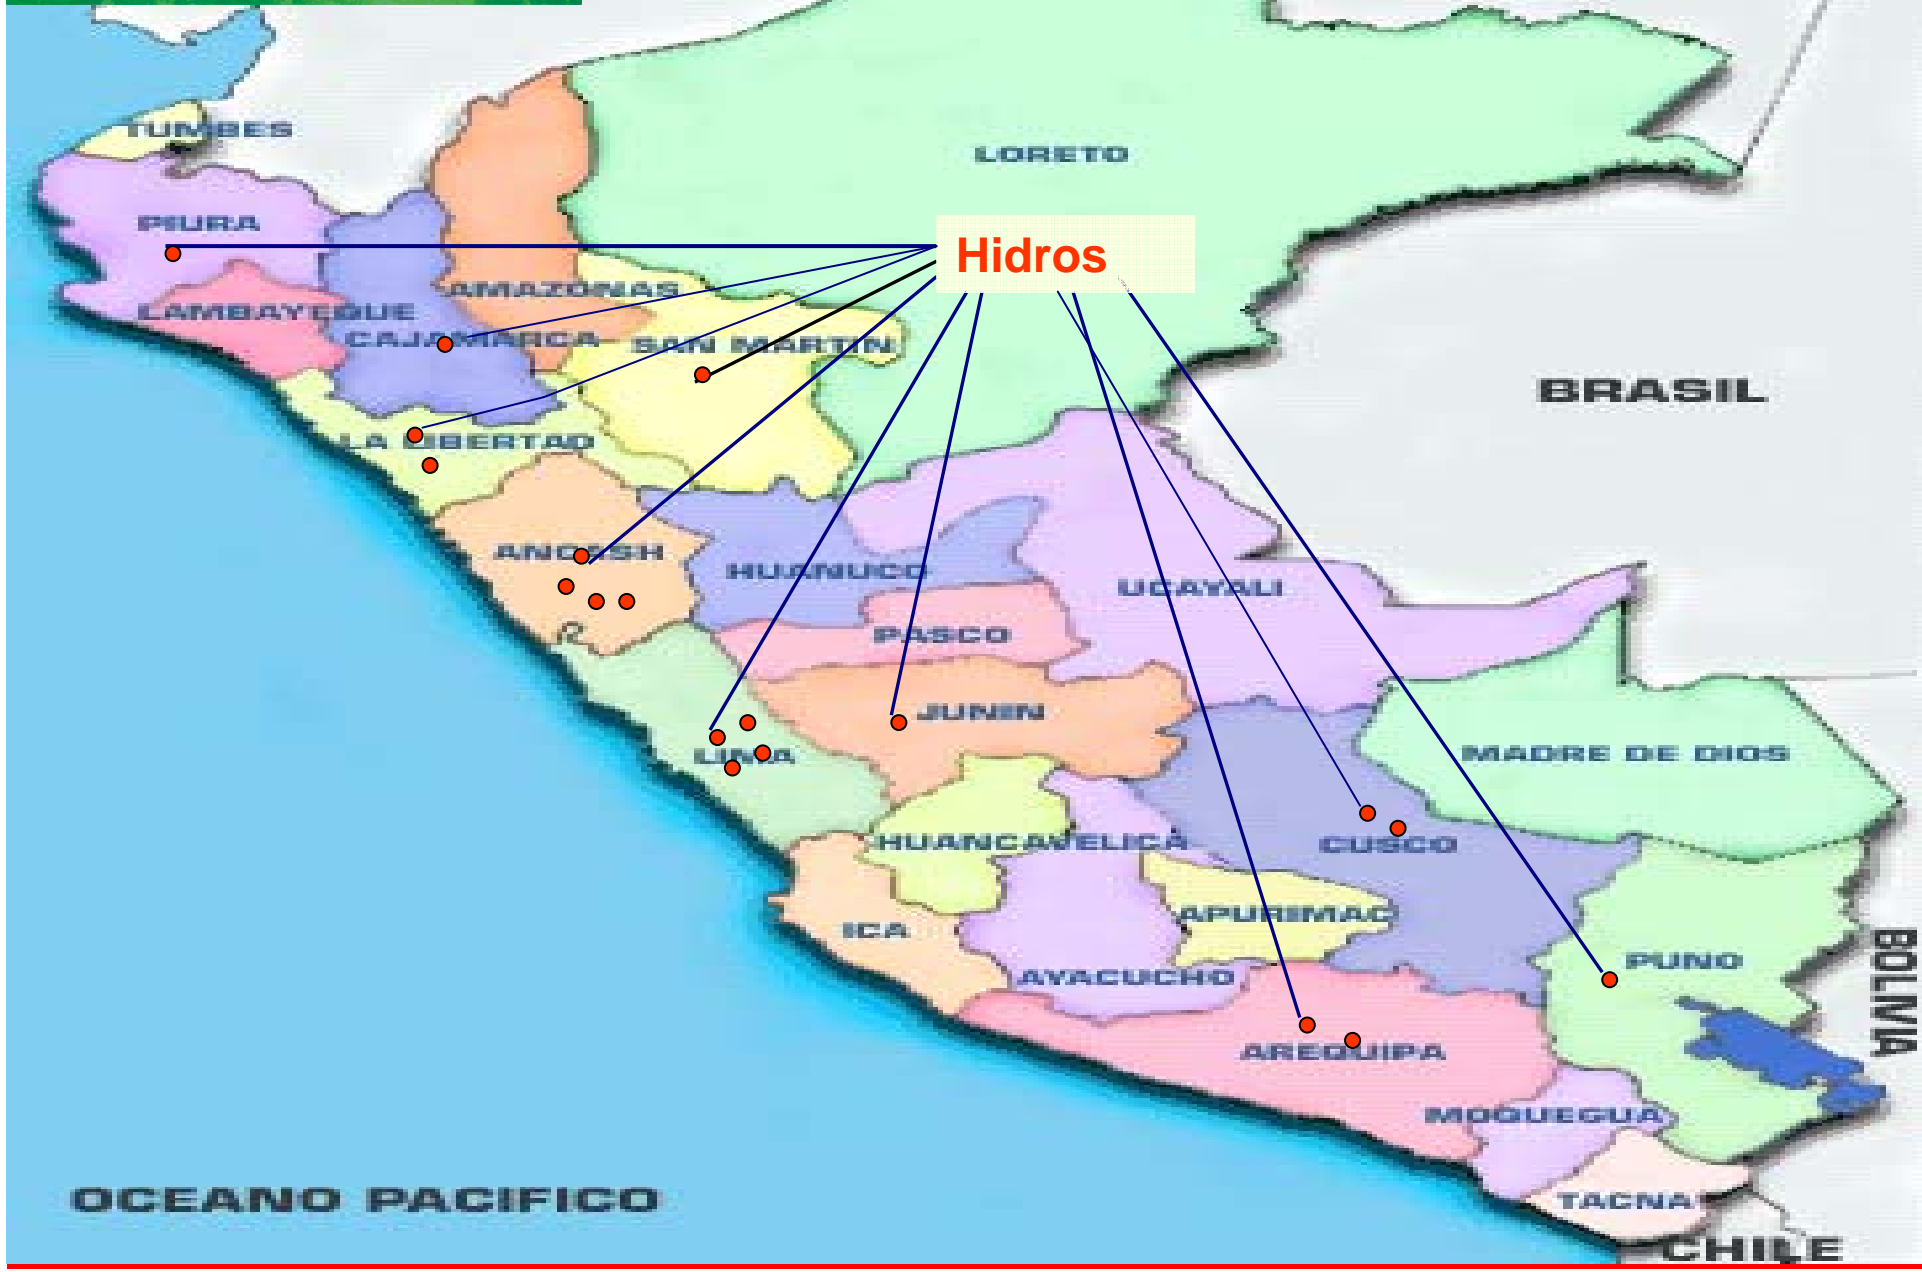 TUMBES
LORETO
PIURA
Hidros
AMAZONAS
LAMBAYEQUE
CAJAMARCA
SAN MARTIN
BRASIL
LA LIBERTAD
ANCASH
HUANUCO
UCAYALI
PASCO
JUNIN
LIMA
MADRE DE DIOS
HUANCAVELICA
CUSCO
APURIMAC
ICA
PUNO
AYACUCHO
BOLIVIA
AREQUIPA
MOQUEGUA
OCEANO PACIFICO
TACNA
CHILE